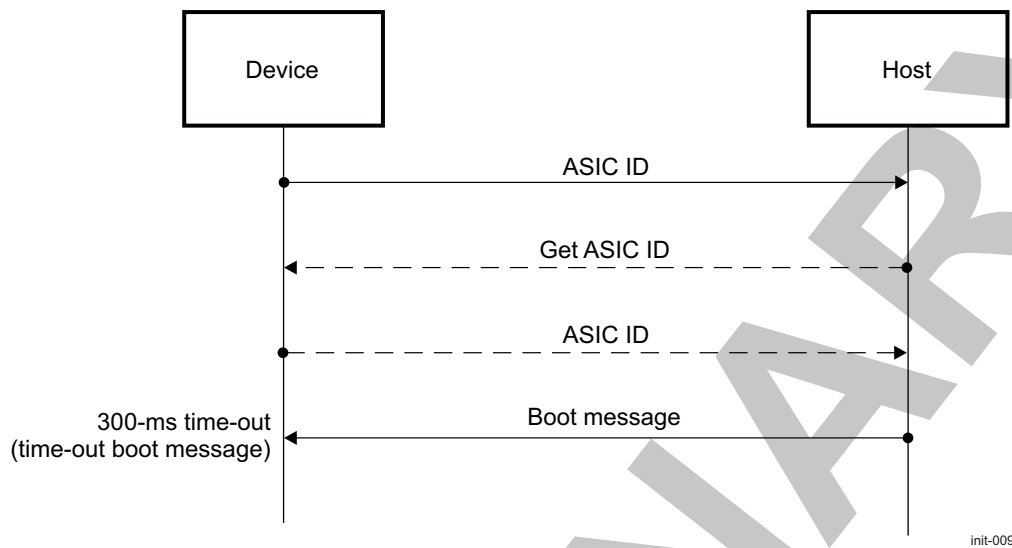 Device
Host
ASIC ID
Get ASIC ID
ASIC ID
300-ms time-out
(time-out boot message)
Boot message
init-009